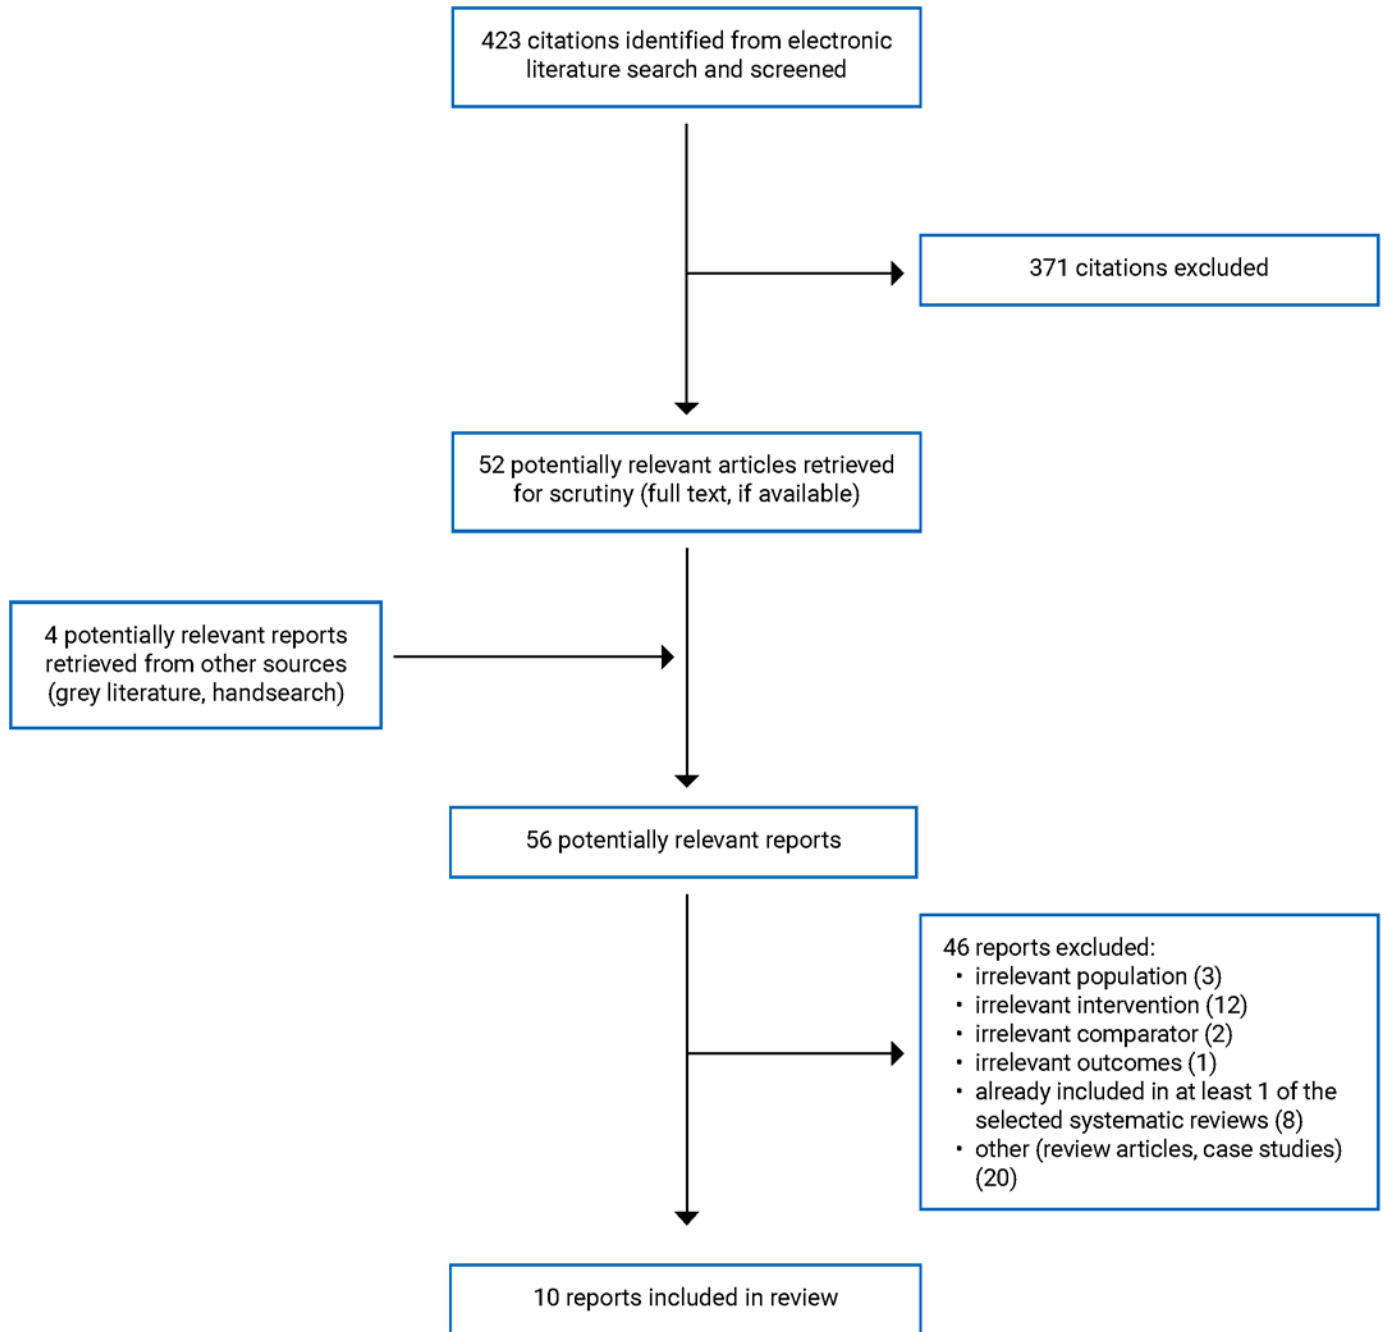 423 citations identified from electronic
literature search and screened
371 citations excluded
52 potentially relevant articles retrieved
for scrutiny (full text, if available)
4 potentially relevant reports
retrieved from other sources
(grey literature, handsearch)
56 potentially relevant reports
46 reports excluded:
• irrelevant population (3)
• irrelevant intervention (12)
• irrelevant comparator (2)
• irrelevant outcomes (1)
• already included in at least 1 of the
selected systematic reviews (8)
• other (review articles, case studies)
(20)
10 reports included in review